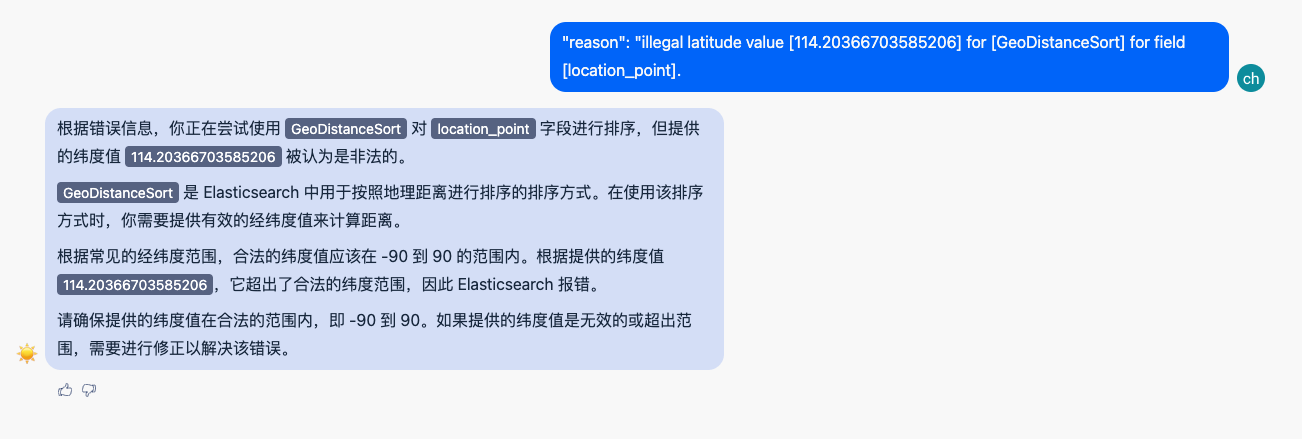 "reason": "illegal latitude value [114.20366703585206] for [GeoDistanceSort] for field
[location_point].
ch
根据错误信息，你正在尝试使用 GeoDistanceSort 对 location_point 字段进行排序，但提供
的纬度值 114.20366703585206 被认为是非法的。
GeoDistanceSort 是 Elasticsearch 中用于按照地理距离进行排序的排序方式。在使用该排序
方式时，你需要提供有效的经纬度值来计算距离。
根据常见的经纬度范围，合法的纬度值应该在 -90 到 90 的范围内。根据提供的纬度值
114.20366703585206，它超出了合法的纬度范围，因此 Elasticsearch 报错。
请确保提供的纬度值在合法的范围内，即 -90 到 90。如果提供的纬度值是无效的或超出范
围，需要进行修正以解决该错误。